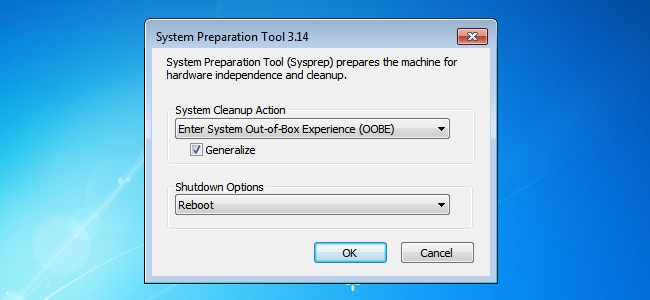 System Preparation Tool 3.14
System Preparation Tool (Sysprep) prepares the machine for
hardware independence and cleanup.
System Cleanup Action
Enter System Out-of-Box Experience (OOBE)
Generalize
Shutdown Options
Reboot
OK
Cancel